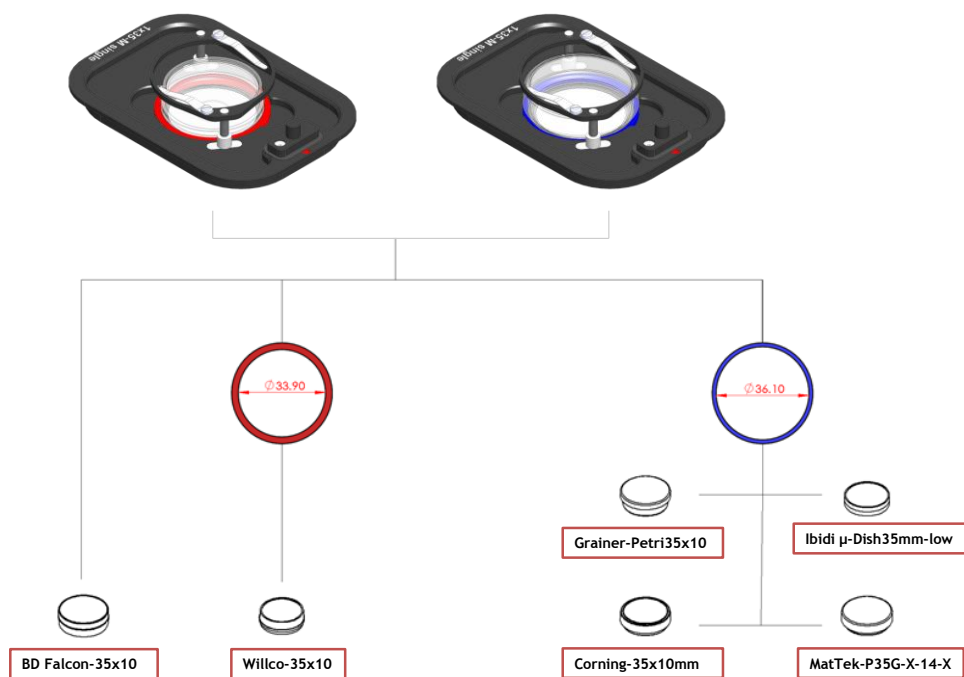 1x35-M single
1x35-M single
Ø33.90
Ø36.10
Grainer-Petri35x10
Ibidi µ-Dish35mm-low
BD Falcon-35x10
Willco-35x10
Corning-35x10mm
MatTek-P35G-X-14-X